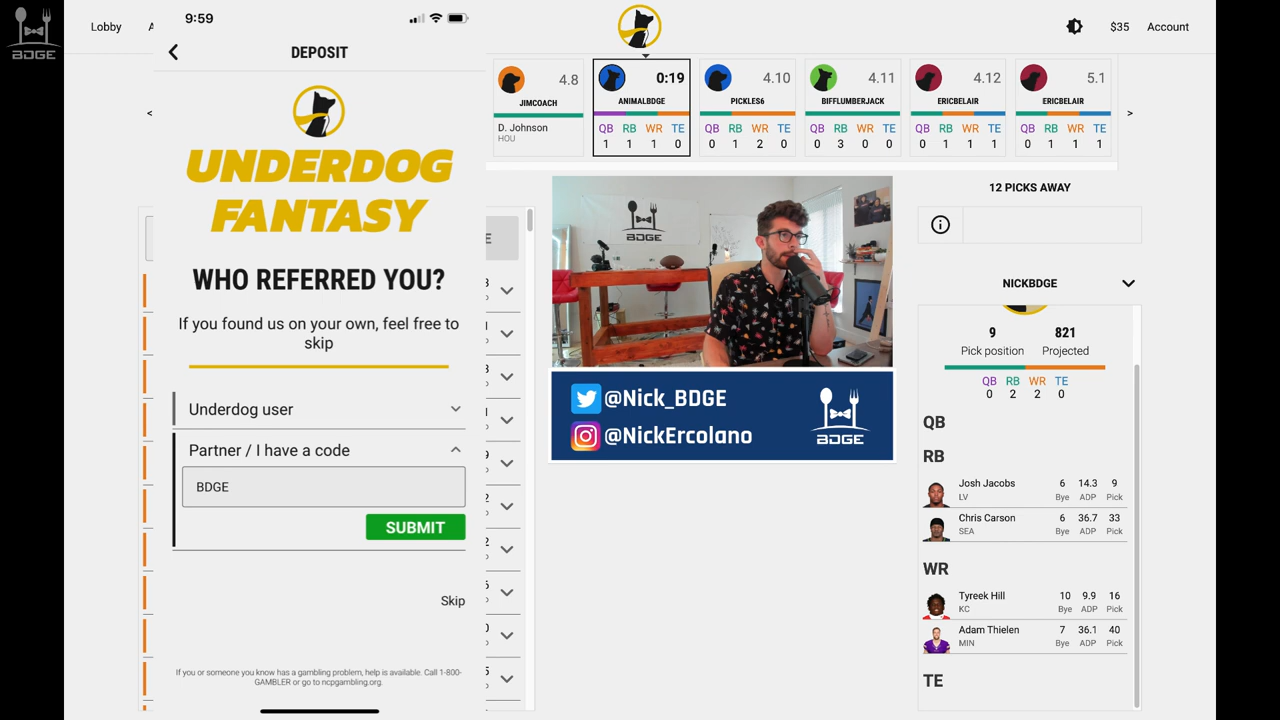 BDGE
Lobby
A
$35
Account
9:59
DEPOSIT
UNDERDOG
FANTASY
WHO REFERRED YOU?
If you found us on your own, feel free to
skip
Underdog user
Partner / I have a code
BDGE
SUBMIT
Skip
If you or someone you know has a gambling problem, help is available. Call 1-800-
GAMBLER or go to ncpgambling.org.
<
4.8
JIMCOACH
D. Johnson
HOU
0:19
ANIMALBDGE
QB RB WR TE
1 1 1 0
4.10
PICKLES6
QB RB WR TE
0 1 2 0
4.11
BIFFLUMBERJACK
QB RB WR TE
0 3 0 0
4.12
ERICBELAIR
QB RB WR TE
0 1 1 1
5.1
ERICBELAIR
QB RB WR TE
0 1 1 1
>
BDGE
@Nick_BDGE
@NickErcolano
BDGE
12 PICKS AWAY
NICKBDGE
9 821
Pick position Projected
QB RB WR TE
0 2 2 0
QB
RB
Josh Jacobs 6 14.3 9
LV Bye ADP Pick
Chris Carson 6 36.7 33
SEA Bye ADP Pick
WR
Tyreek Hill 10 9.9 16
KC Bye ADP Pick
Adam Thielen 7 36.1 40
MIN Bye ADP Pick
TE